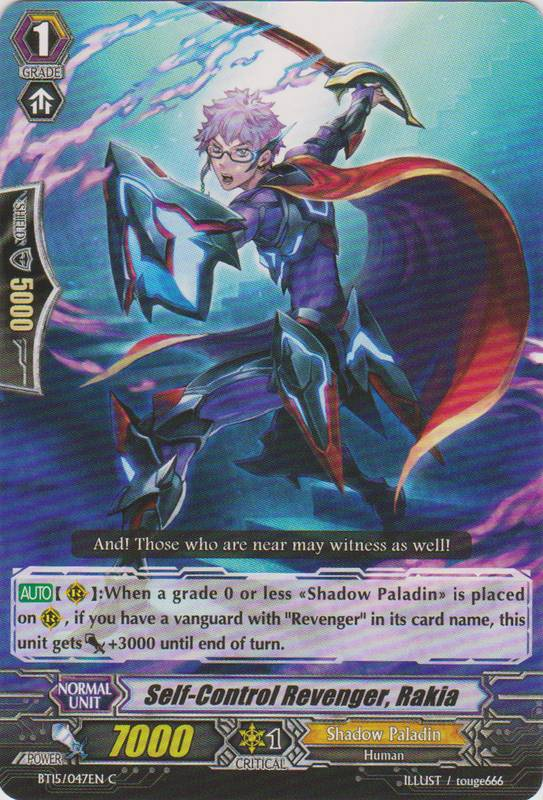 1
GRADE
SHIELD
5000
And! Those who are near may witness as well!
AUTO【 】:When a grade 0 or less «Shadow Paladin» is placed
on , if you have a vanguard with "Revenger" in its card name, this
unit gets +3000 until end of turn.
NORMAL
UNIT
Self-Control Revenger, Rakia
POWER
7000
1
CRITICAL
Shadow Paladin
Human
BT15/047EN C
ILLUST / touge666